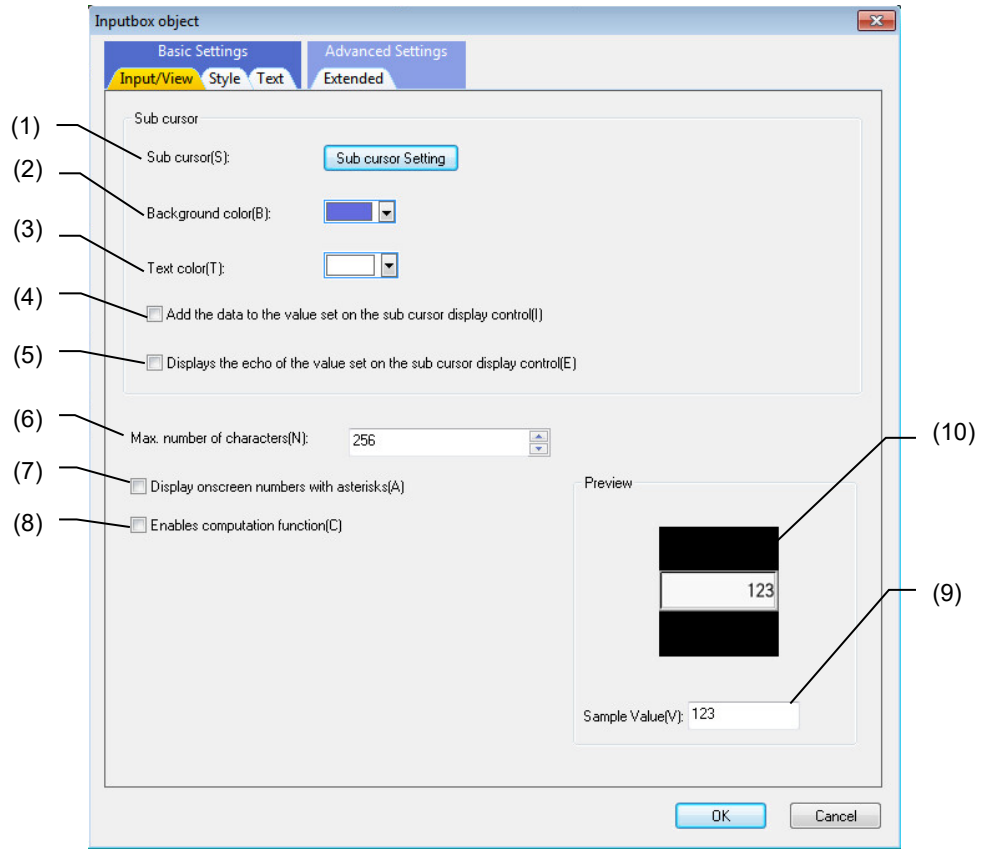 Inputbox object
Basic Settings Advanced Settings
Input/View Style Text Extended
Sub cursor
(1) Sub cursor(S): Sub cursor Setting
(2) Background color(B):
(3) Text color(T):
(4) Add the data to the value set on the sub cursor display control(I)
(5) Displays the echo of the value set on the sub cursor display control(E)
(6) Max. number of characters(N): 256
(10)
(7) Display onscreen numbers with asterisks(A)
Preview
(8) Enables computation function(C)
123
(9)
Sample Value(V): 123
OK Cancel